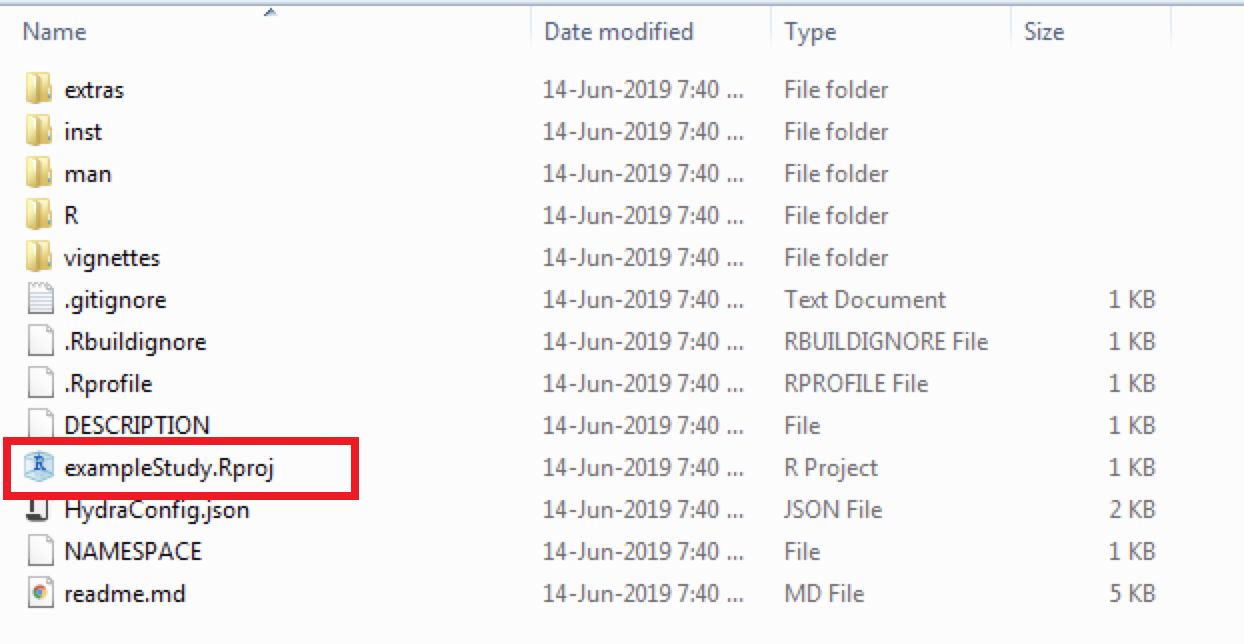 Name Date modified Type Size
extras 14-Jun-2019 7:40 ... File folder
inst 14-Jun-2019 7:40 ... File folder
man 14-Jun-2019 7:40 ... File folder
R 14-Jun-2019 7:40 ... File folder
vignettes 14-Jun-2019 7:40 ... File folder
.gitignore 14-Jun-2019 7:40 ... Text Document 1 KB
.Rbuildignore 14-Jun-2019 7:40 ... RBUILDIGNORE File 1 KB
.Rprofile 14-Jun-2019 7:40 ... RPROFILE File 1 KB
DESCRIPTION 14-Jun-2019 7:40 ... File 1 KB
exampleStudy.Rproj 14-Jun-2019 7:40 ... R Project 1 KB
HydraConfig.json 14-Jun-2019 7:40 ... JSON File 2 KB
NAMESPACE 14-Jun-2019 7:40 ... File 1 KB
readme.md 14-Jun-2019 7:40 ... MD File 5 KB